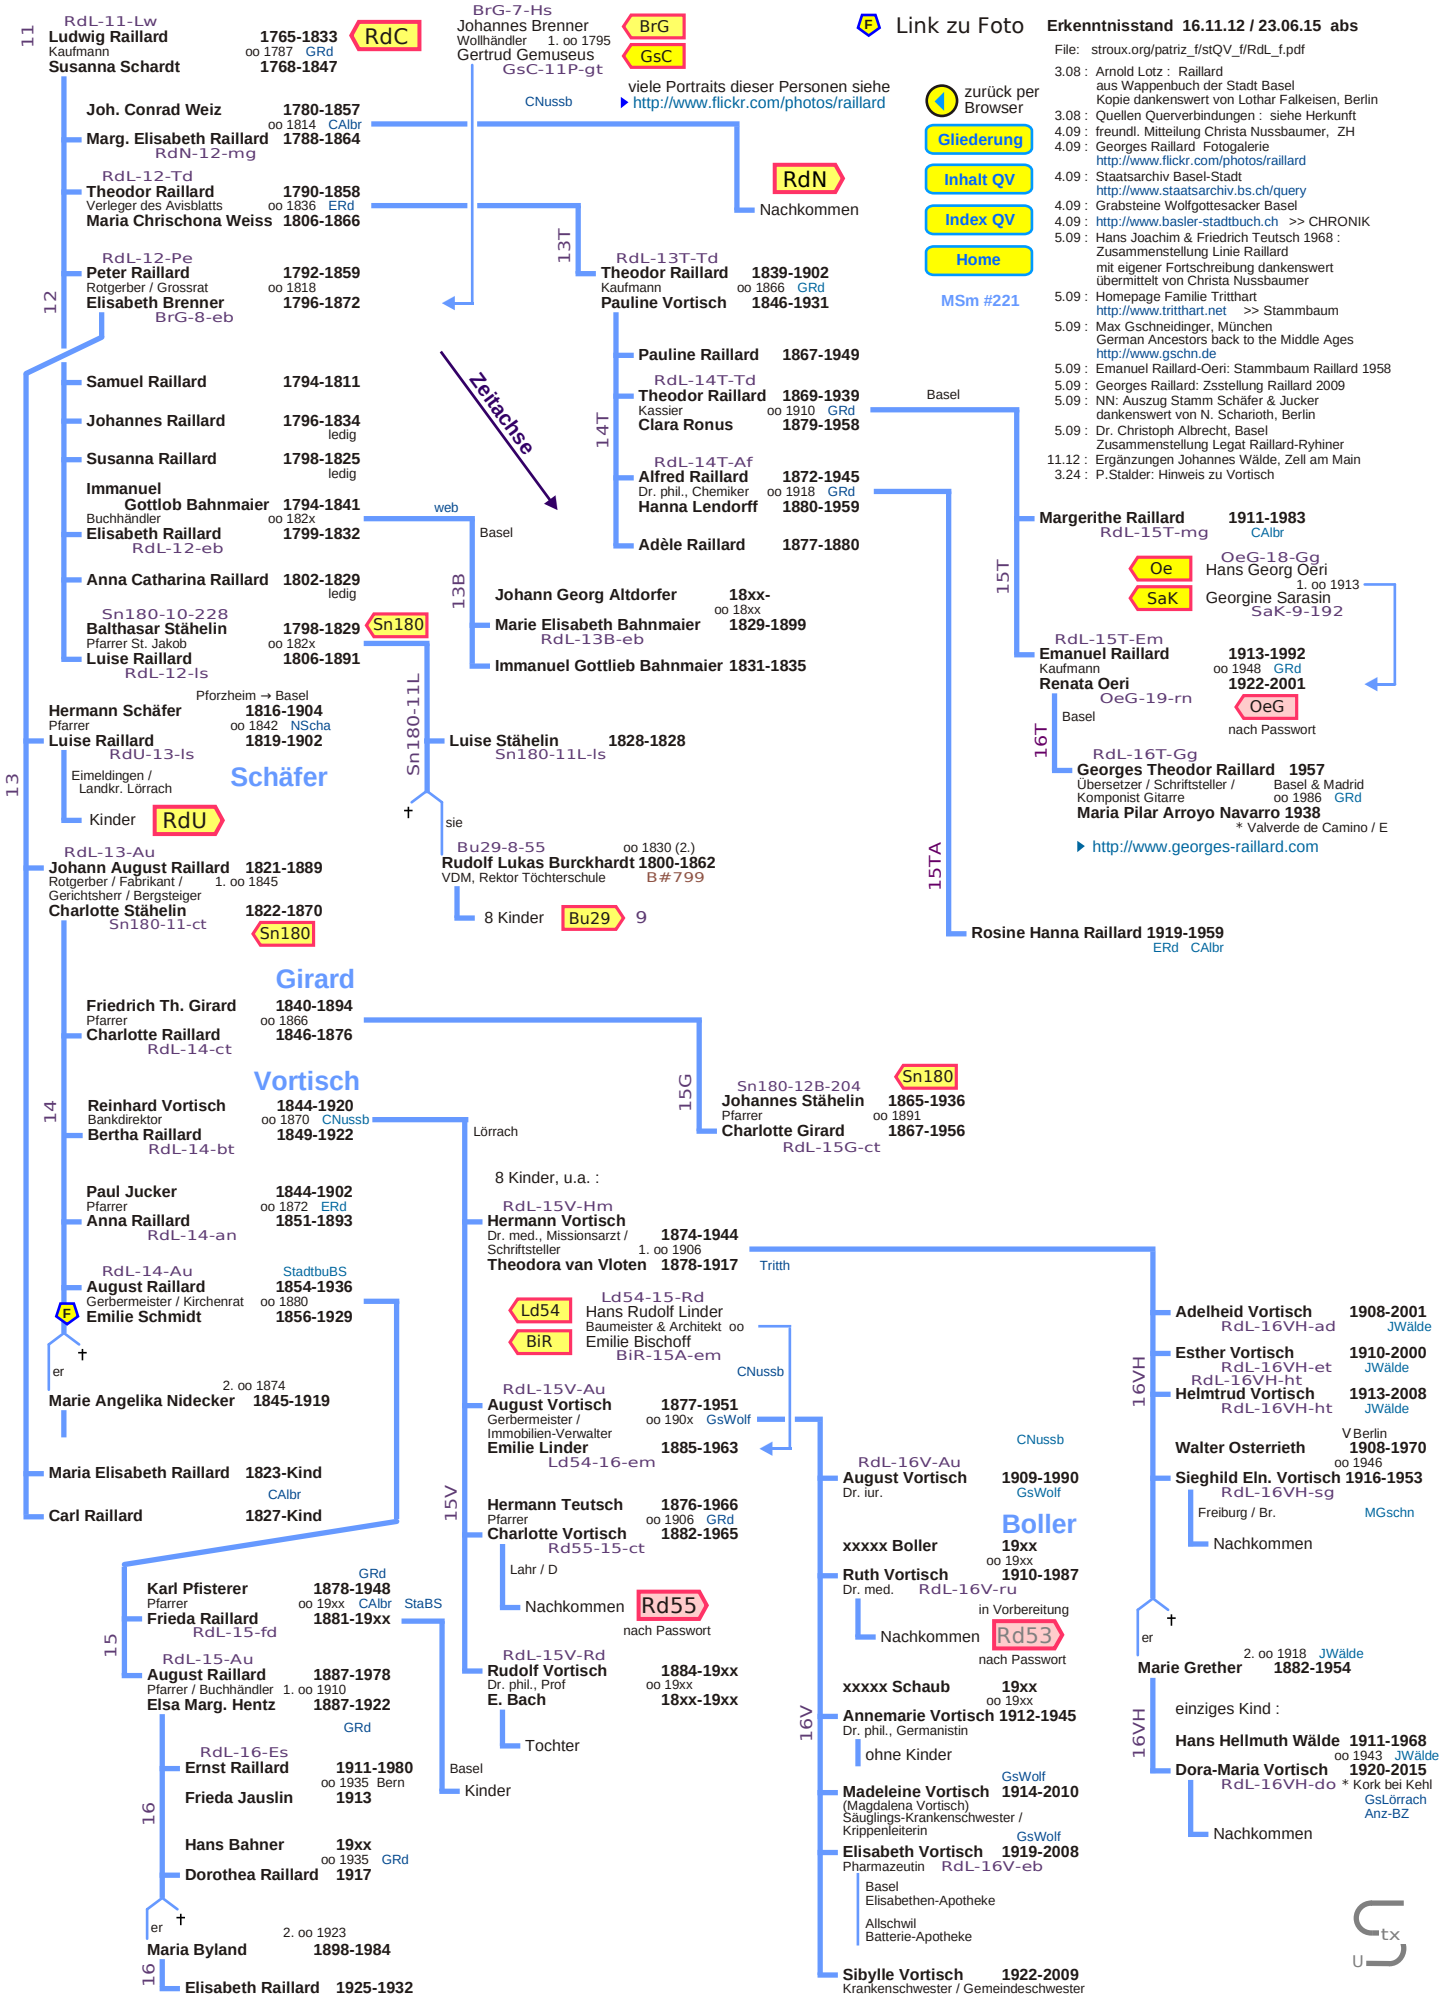 11
RdL-11-Lw
Ludwig Raillard 1765-1833
Kaufmann oo 1787 GRd
Susanna Schardt 1768-1847
RdC
BrG-7-Hs
Johannes Brenner
Wollhändler 1. oo 1795
Gertrud Gemuseus
GsC-11P-gt
BrG
GsC
F Link zu Foto
Erkenntnisstand 16.11.12 / 23.06.15 abs
File: stroux.org/patriz_f/stQV_f/RdL_f.pdf
3.08 : Arnold Lotz : Raillard
aus Wappenbuch der Stadt Basel
Kopie dankenswert von Lothar Falkeisen, Berlin
3.08 : Quellen Querverbindungen : siehe Herkunft
4.09 : freundl. Mitteilung Christa Nussbaumer, ZH
4.09 : Georges Raillard Fotogalerie
http://www.flickr.com/photos/raillard
4.09 : Staatsarchiv Basel-Stadt
http://www.staatsarchiv.bs.ch/query
4.09 : Grabsteine Wolfgottesacker Basel
4.09 : http://www.basler-stadtbuch.ch >> CHRONIK
5.09 : Hans Joachim & Friedrich Teutsch 1968 :
Zusammenstellung Linie Raillard
mit eigener Fortschreibung dankenswert
übermittelt von Christa Nussbaumer
5.09 : Homepage Familie Tritthart
http://www.tritthart.net >> Stammbaum
5.09 : Max Gschneidinger, München
German Ancestors back to the Middle Ages
http://www.gschn.de
5.09 : Emanuel Raillard-Oeri: Stammbaum Raillard 1958
5.09 : Georges Raillard: Zsstellung Raillard 2009
5.09 : NN: Auszug Stamm Schäfer & Jucker
dankenswert von N. Scharioth, Berlin
5.09 : Dr. Christoph Albrecht, Basel
Zusammenstellung Legat Raillard-Ryhiner
11.12 : Ergänzungen Johannes Wälde, Zell am Main
3.24 : P.Stalder: Hinweis zu Vortisch
viele Portraits dieser Personen siehe
http://www.flickr.com/photos/raillard
CNussb
zurück per
Browser
Gliederung
Inhalt QV
Index QV
Home
MSm #221
Joh. Conrad Weiz 1780-1857
oo 1814 CAlbr
Marg. Elisabeth Raillard 1788-1864
RdN-12-mg
RdN
Nachkommen
RdL-12-Td
Theodor Raillard 1790-1858
Verleger des Avisblatts oo 1836 ERd
Maria Chrischona Weiss 1806-1866
12
RdL-12-Pe
Peter Raillard 1792-1859
Rotgerber / Grossrat oo 1818
Elisabeth Brenner 1796-1872
BrG-8-eb
Samuel Raillard 1794-1811
Johannes Raillard 1796-1834
ledig
Susanna Raillard 1798-1825
ledig
Immanuel
Gottlob Bahnmaier 1794-1841
Buchhändler oo 182x
Elisabeth Raillard 1799-1832
RdL-12-eb
Anna Catharina Raillard 1802-1829
ledig
Sn180-10-228
Balthasar Stähelin 1798-1829
Pfarrer St. Jakob oo 182x
Luise Raillard 1806-1891
RdL-12-ls
Sn180
Zeitachse
13T
RdL-13T-Td
Theodor Raillard 1839-1902
Kaufmann oo 1866 GRd
Pauline Vortisch 1846-1931
14T
Pauline Raillard 1867-1949
RdL-14T-Td
Theodor Raillard 1869-1939
Kassier oo 1910 GRd
Clara Ronus 1879-1958
Basel
RdL-14T-Af
Alfred Raillard 1872-1945
Dr. phil., Chemiker oo 1918 GRd
Hanna Lendorff 1880-1959
Adèle Raillard 1877-1880
web
Basel
13B
Johann Georg Altdorfer 18xx-
oo 18xx
Marie Elisabeth Bahnmaier 1829-1899
RdL-13B-eb
Immanuel Gottlieb Bahnmaier 1831-1835
15T
Margerithe Raillard 1911-1983
RdL-15T-mg CAlbr
Oe
SaK
OeG-18-Gg
Hans Georg Oeri
1. oo 1913
Georgine Sarasin
SaK-9-192
RdL-15T-Em
Emanuel Raillard 1913-1992
Kaufmann oo 1948 GRd
Renata Oeri 1922-2001
OeG-19-rn
OeG
nach Passwort
16T
Basel
RdL-16T-Gg
Georges Theodor Raillard 1957
Übersetzer / Schriftsteller / Basel & Madrid
Komponist Gitarre oo 1986 GRd
Maria Pilar Arroyo Navarro 1938
* Valverde de Camino / E
http://www.georges-raillard.com
15TA
Rosine Hanna Raillard 1919-1959
ERd CAlbr
13
Pforzheim → Basel
Hermann Schäfer 1816-1904
Pfarrer oo 1842 NScha
Luise Raillard 1819-1902
RdU-13-ls
Schäfer
Eimeldingen /
Landkr. Lörrach
Kinder RdU
Sn180-11L
Luise Stähelin 1828-1828
Sn180-11L-ls
†
sie
Bu29-8-55 oo 1830 (2.)
Rudolf Lukas Burckhardt 1800-1862
VDM, Rektor Töchterschule B#799
8 Kinder Bu29 9
RdL-13-Au
Johann August Raillard 1821-1889
Rotgerber / Fabrikant / 1. oo 1845
Gerichtsherr / Bergsteiger
Charlotte Stähelin 1822-1870
Sn180-11-ct
Sn180
Girard
14
Friedrich Th. Girard 1840-1894
Pfarrer oo 1866
Charlotte Raillard 1846-1876
RdL-14-ct
15G
Sn180-12B-204
Sn180
Johannes Stähelin 1865-1936
Pfarrer oo 1891
Charlotte Girard 1867-1956
RdL-15G-ct
Vortisch
Reinhard Vortisch 1844-1920
Bankdirektor oo 1870 CNussb
Bertha Raillard 1849-1922
RdL-14-bt
Lörrach
Paul Jucker 1844-1902
Pfarrer oo 1872 ERd
Anna Raillard 1851-1893
RdL-14-an
RdL-14-Au StadtbuBS
August Raillard 1854-1936
Gerbermeister / Kirchenrat oo 1880
F Emilie Schmidt 1856-1929
†
er
2. oo 1874
Marie Angelika Nidecker 1845-1919
Maria Elisabeth Raillard 1823-Kind
CAlbr
Carl Raillard 1827-Kind
15V
8 Kinder, u.a. :
RdL-15V-Hm
Hermann Vortisch
Dr. med., Missionsarzt / 1874-1944
Schriftsteller 1. oo 1906
Theodora van Vloten 1878-1917 Tritth
Ld54
BiR
Ld54-15-Rd
Hans Rudolf Linder
Baumeister & Architekt oo
Emilie Bischoff
BiR-15A-em
CNussb
RdL-15V-Au
August Vortisch 1877-1951
Gerbermeister / oo 190x GsWolf
Immobilien-Verwalter
Emilie Linder 1885-1963
Ld54-16-em
Hermann Teutsch 1876-1966
Pfarrer oo 1906 GRd
Charlotte Vortisch 1882-1965
Rd55-15-ct
Lahr / D
Nachkommen Rd55
nach Passwort
RdL-15V-Rd
Rudolf Vortisch 1884-19xx
Dr. phil., Prof oo 19xx
E. Bach 18xx-19xx
Tochter
16VH
Adelheid Vortisch 1908-2001
RdL-16VH-ad JWälde
Esther Vortisch 1910-2000
RdL-16VH-et JWälde
RdL-16VH-ht
Helmtrud Vortisch 1913-2008
RdL-16VH-ht JWälde
V Berlin
Walter Osterrieth 1908-1970
oo 1946
Sieghild Eln. Vortisch 1916-1953
RdL-16VH-sg
Freiburg / Br. MGschn
Nachkommen
†
er
2. oo 1918 JWälde
Marie Grether 1882-1954
16VH
einziges Kind :
Hans Hellmuth Wälde 1911-1968
oo 1943 JWälde
Dora-Maria Vortisch 1920-2015
RdL-16VH-do * Kork bei Kehl
GsLörrach
Anz-BZ
Nachkommen
16V
CNussb
RdL-16V-Au
August Vortisch 1909-1990
Dr. iur. GsWolf
Boller
xxxxx Boller 19xx
oo 19xx
Ruth Vortisch 1910-1987
Dr. med. RdL-16V-ru
in Vorbereitung
Nachkommen Rd53
nach Passwort
xxxxx Schaub 19xx
oo 19xx
Annemarie Vortisch 1912-1945
Dr. phil., Germanistin
ohne Kinder
GsWolf
Madeleine Vortisch 1914-2010
(Magdalena Vortisch)
Säuglings-Krankenschwester /
Krippenleiterin
GsWolf
Elisabeth Vortisch 1919-2008
Pharmazeutin RdL-16V-eb
Basel
Elisabethen-Apotheke
Allschwil
Batterie-Apotheke
Sibylle Vortisch 1922-2009
Krankenschwester / Gemeindeschwester
15
GRd
Karl Pfisterer 1878-1948
Pfarrer oo 19xx CAlbr StaBS
Frieda Raillard 1881-19xx
RdL-15-fd
Basel
Kinder
RdL-15-Au
August Raillard 1887-1978
Pfarrer / Buchhändler 1. oo 1910
Elsa Marg. Hentz 1887-1922
GRd
16
RdL-16-Es
Ernst Raillard 1911-1980
oo 1935 Bern
Frieda Jauslin 1913
Hans Bahner 19xx
oo 1935 GRd
Dorothea Raillard 1917
†
er
2. oo 1923
Maria Byland 1898-1984
16
Elisabeth Raillard 1925-1932
S tx
U